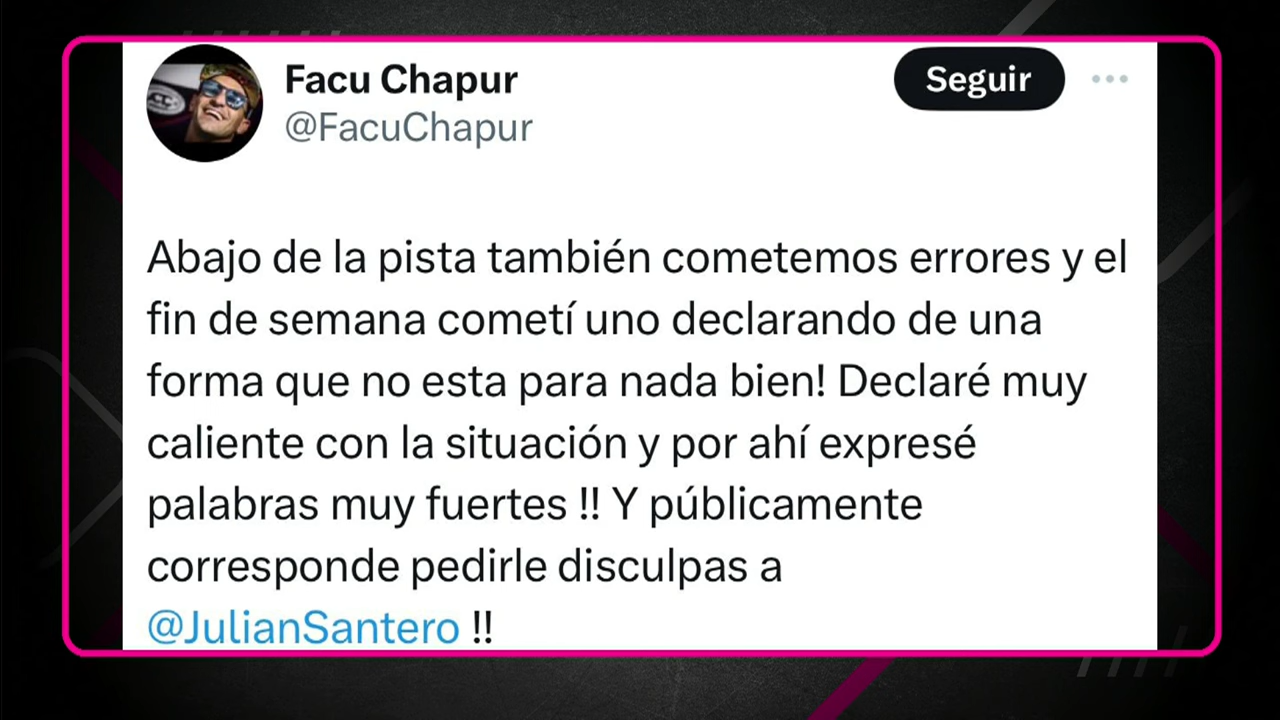 Facu Chapur
@FacuChapur
Seguir
Abajo de la pista también cometemos errores y el
fin de semana cometí uno declarando de una
forma que no esta para nada bien! Declaré muy
caliente con la situación y por ahí expresé
palabras muy fuertes !! Y públicamente
corresponde pedirle disculpas a
@JulianSantero !!